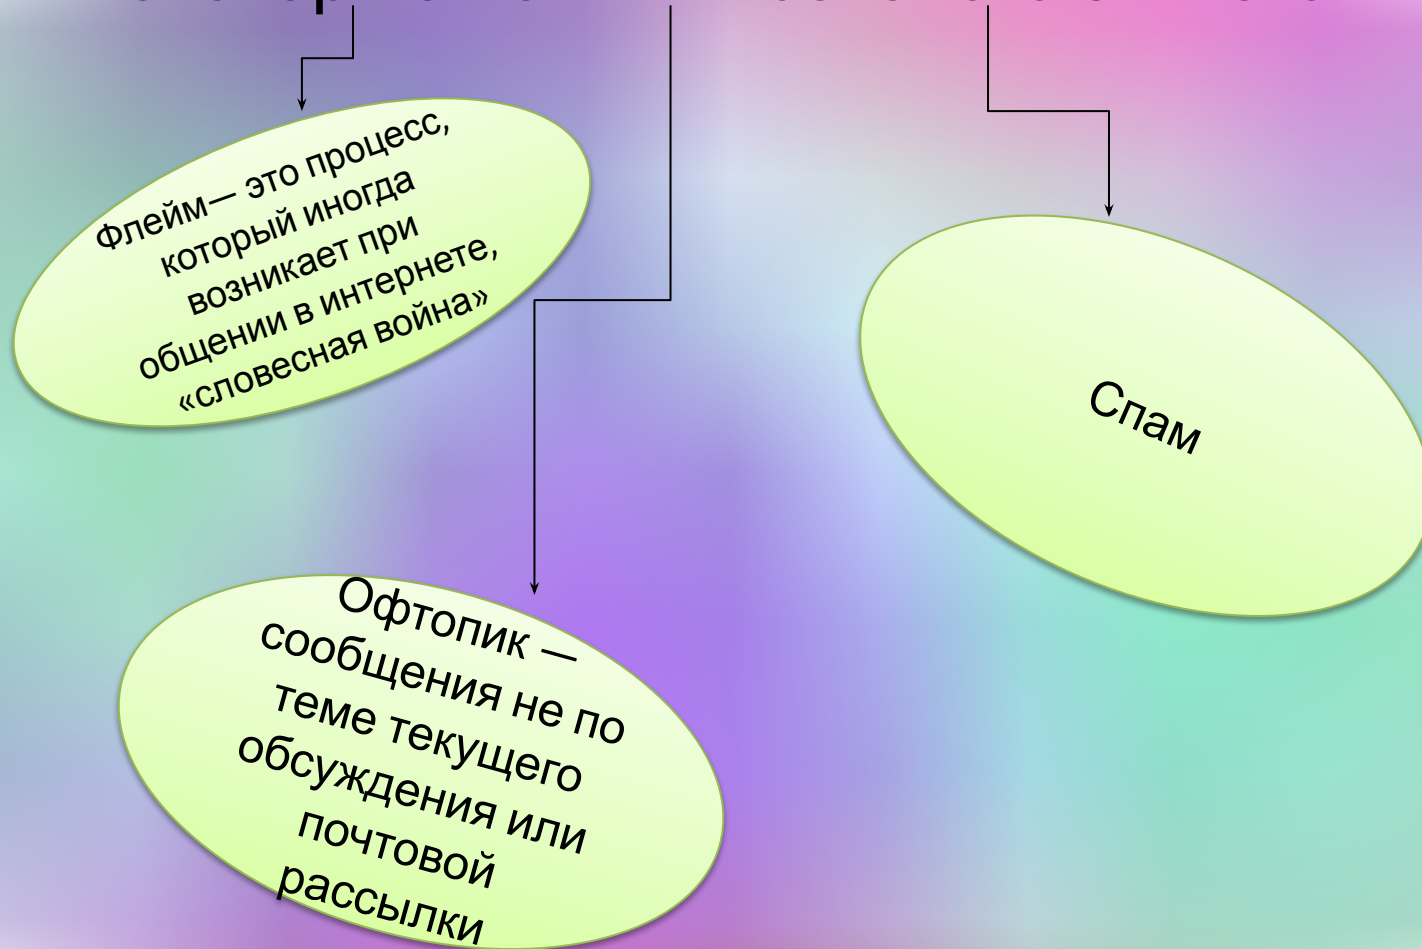 Флейм— это процесс,
который иногда
возникает при
общении в интернете,
«словесная война»
Спам
Офтопик —
сообщения не по
теме текущего
обсуждения или
почтовой
рассылки